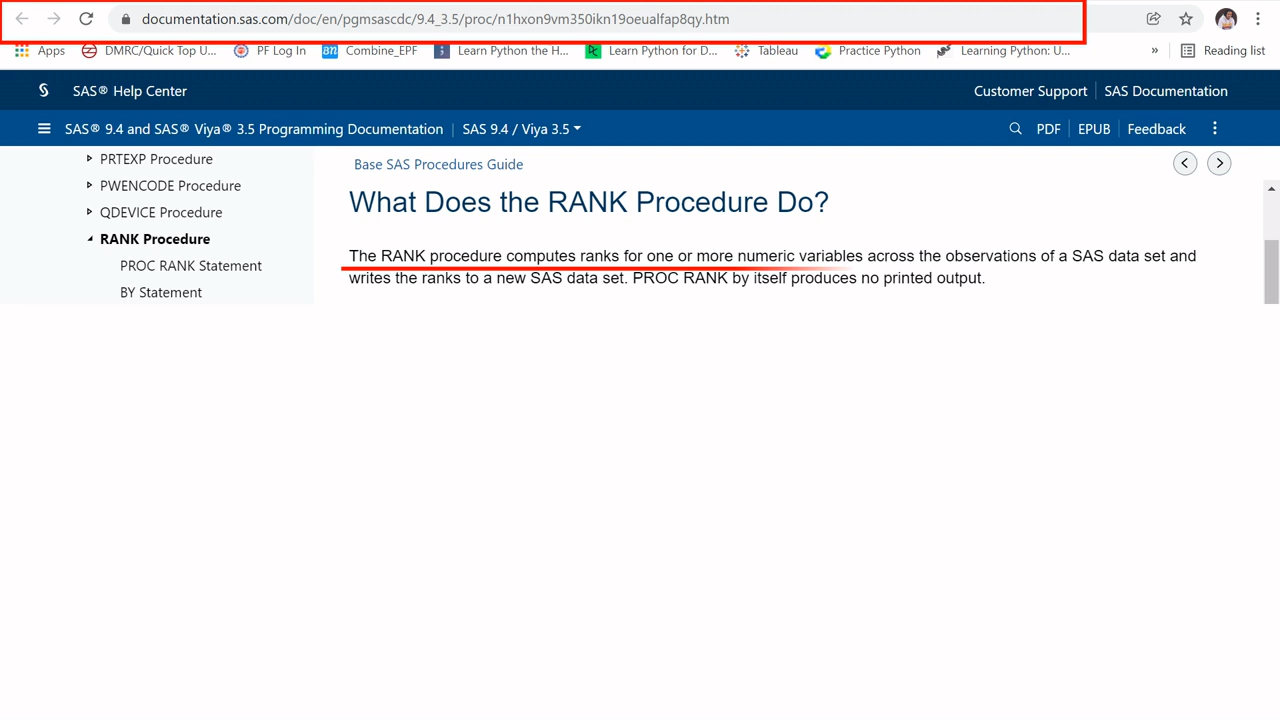 documentation.sas.com/doc/en/pgmsascdc/9.4_3.5/proc/n1hxon9vm350ikn19oeualfap8qy.htm
Apps DMRC/Quick Top U... PF Log In Combine_EPF Learn Python the H... Learn Python for D... Tableau Practice Python Learning Python: U... » Reading list
SAS® Help Center Customer Support SAS Documentation
SAS® 9.4 and SAS® Viya® 3.5 Programming Documentation SAS 9.4 / Viya 3.5 PDF EPUB Feedback
PRTEXP Procedure
PWENCODE Procedure
QDEVICE Procedure
RANK Procedure
PROC RANK Statement
BY Statement
Base SAS Procedures Guide
What Does the RANK Procedure Do?
The RANK procedure computes ranks for one or more numeric variables across the observations of a SAS data set and
writes the ranks to a new SAS data set. PROC RANK by itself produces no printed output.